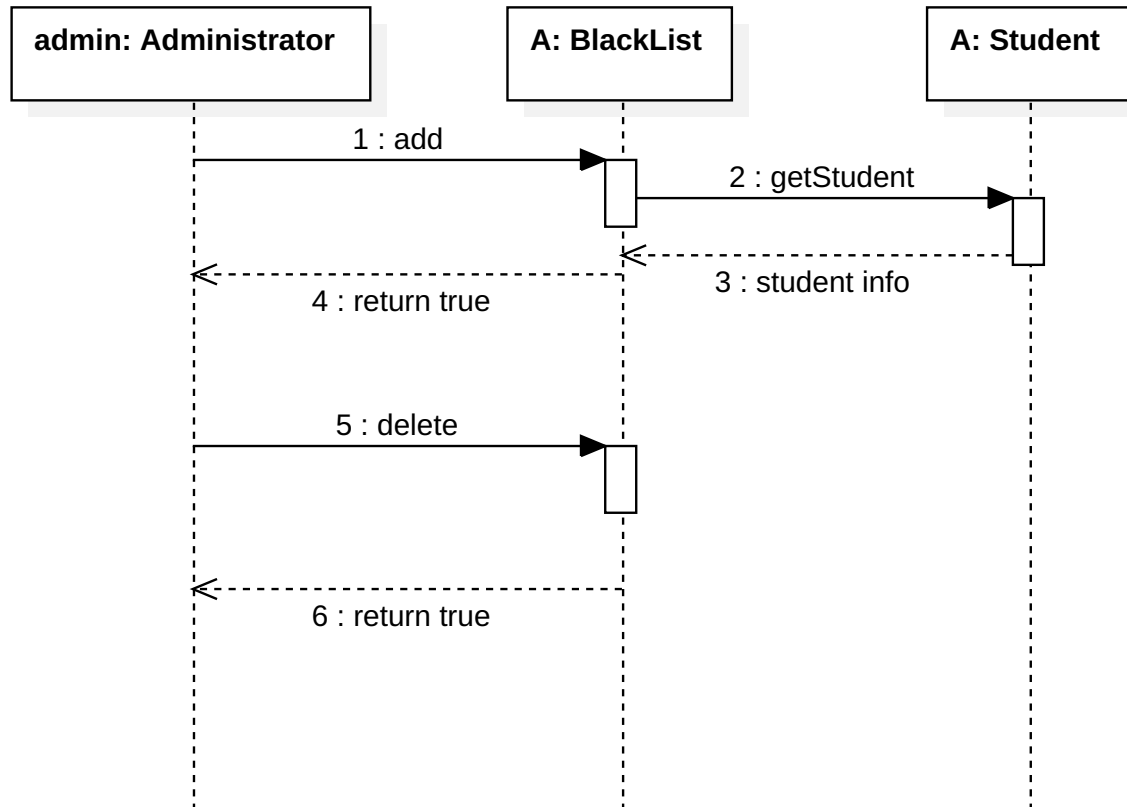 admin: Administrator
A: BlackList
A: Student
1 : add
2 : getStudent
3 : student info
4 : return true
5 : delete
6 : return true